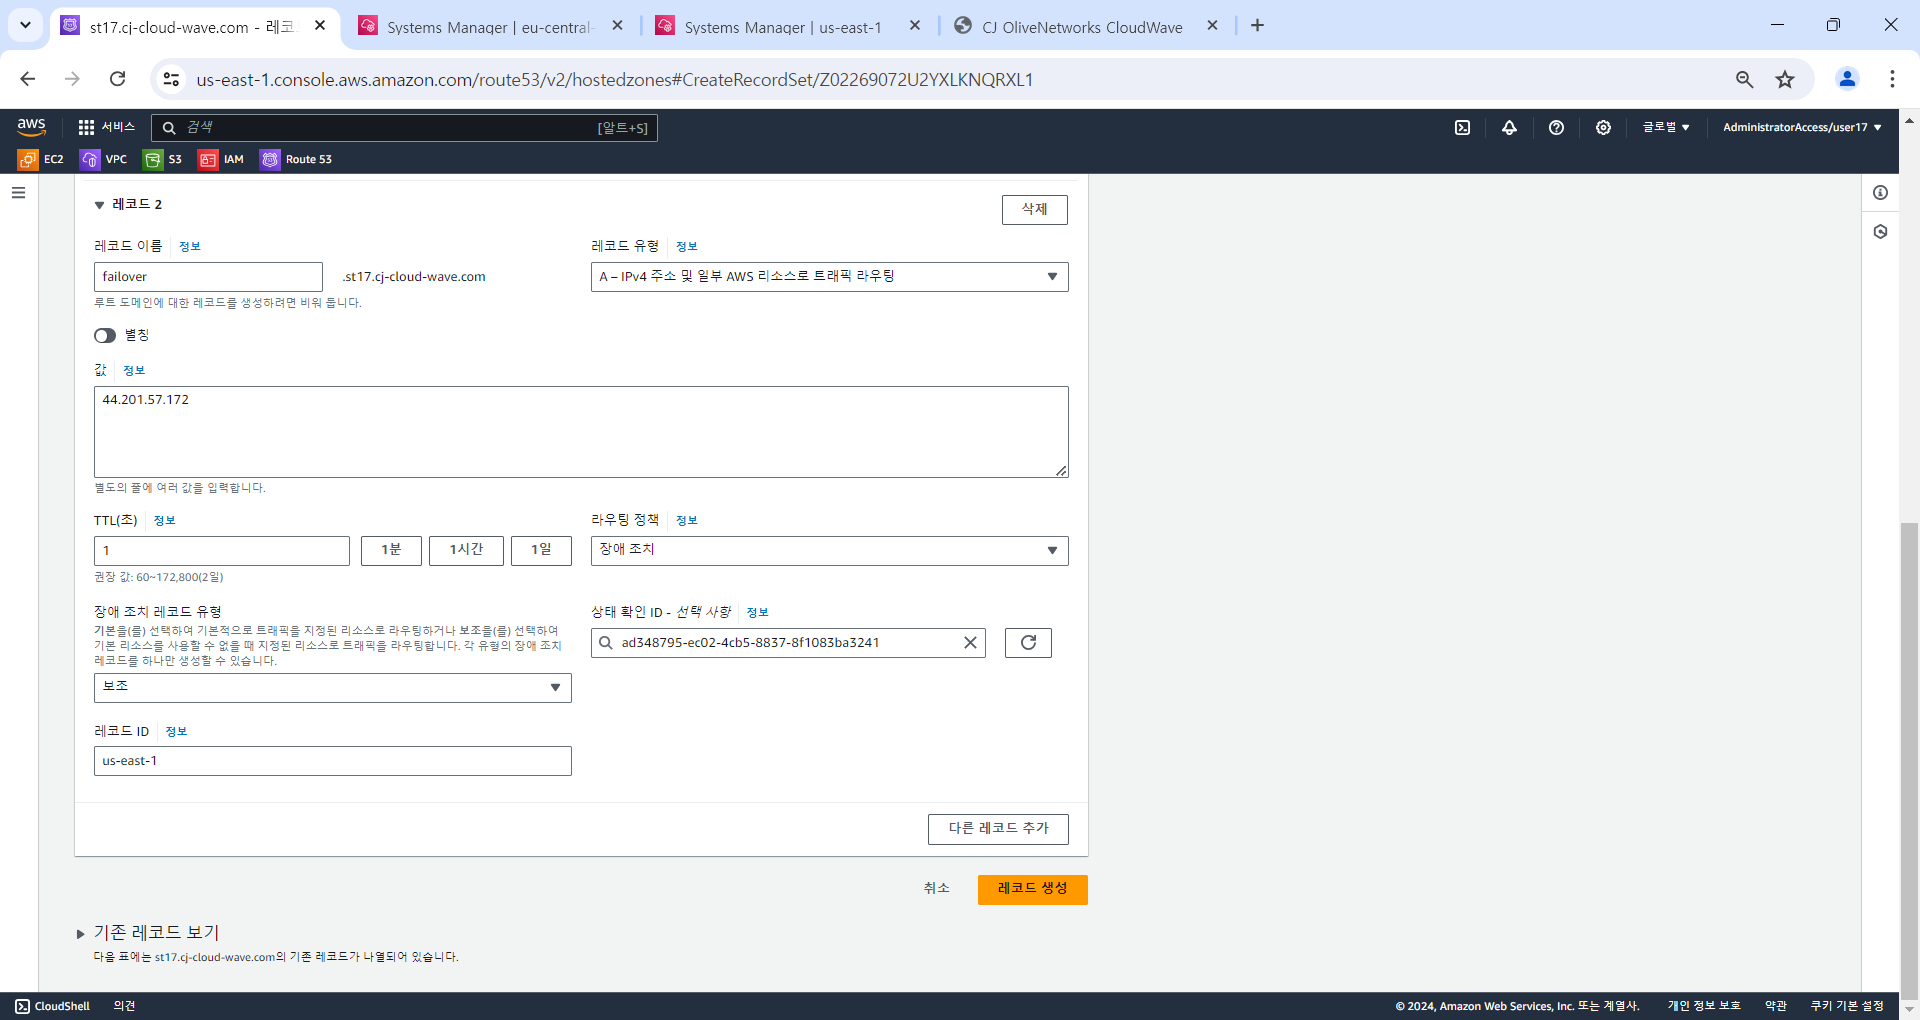 st17.cj-cloud-wave.com - 레코
Systems Manager | eu-central-
Systems Manager | us-east-1
CJ OliveNetworks CloudWave
us-east-1.console.aws.amazon.com/route53/v2/hostedzones#CreateRecordSet/Z02269072U2YXLKNQRXL1
aws
서비스
검색
[알트+S]
글로벌
AdministratorAccess/user17
EC2
VPC
S3
IAM
Route 53
레코드 2
삭제
레코드 이름
정보
레코드 유형
정보
failover
.st17.cj-cloud-wave.com
A – IPv4 주소 및 일부 AWS 리소스로 트래픽 라우팅
루트 도메인에 대한 레코드를 생성하려면 비워 둡니다.
별칭
값
정보
44.201.57.172
별도의 줄에 여러 값을 입력합니다.
TTL(초)
정보
라우팅 정책
정보
1
1분
1시간
1일
장애 조치
권장 값: 60~172,800(2일)
장애 조치 레코드 유형
상태 확인 ID - 선택 사항
정보
기본을(를) 선택하여 기본적으로 트래픽을 지정된 리소스로 라우팅하거나 보조을(를) 선택하여
기본 리소스를 사용할 수 없을 때 지정된 리소스로 트래픽을 라우팅합니다. 각 유형의 장애 조치
레코드를 하나만 생성할 수 있습니다.
ad348795-ec02-4cb5-8837-8f1083ba3241
보조
레코드 ID
정보
us-east-1
다른 레코드 추가
취소
레코드 생성
기존 레코드 보기
다음 표에는 st17.cj-cloud-wave.com의 기존 레코드가 나열되어 있습니다.
CloudShell
의견
© 2024, Amazon Web Services, Inc. 또는 계열사.
개인 정보 보호
약관
쿠키 기본 설정